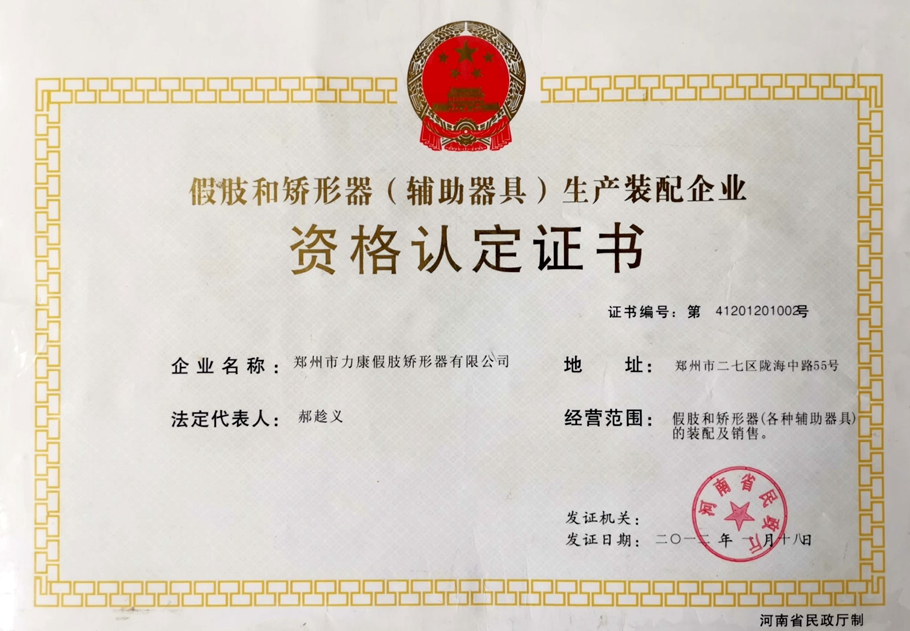 假肢和矫形器（辅助器具）生产装配企业
资格认定证书
证书编号：第 41201201002号
企业名称：郑州市力康假肢矫形器有限公司
地 址：郑州市二七区陇海中路55号
法定代表人：郝趁义
经营范围：假肢和矫形器(各种辅助器具)
的装配及销售。
发证机关：
河南省民政厅
发证日期：二〇一二年一月十八日
河南省民政厅制